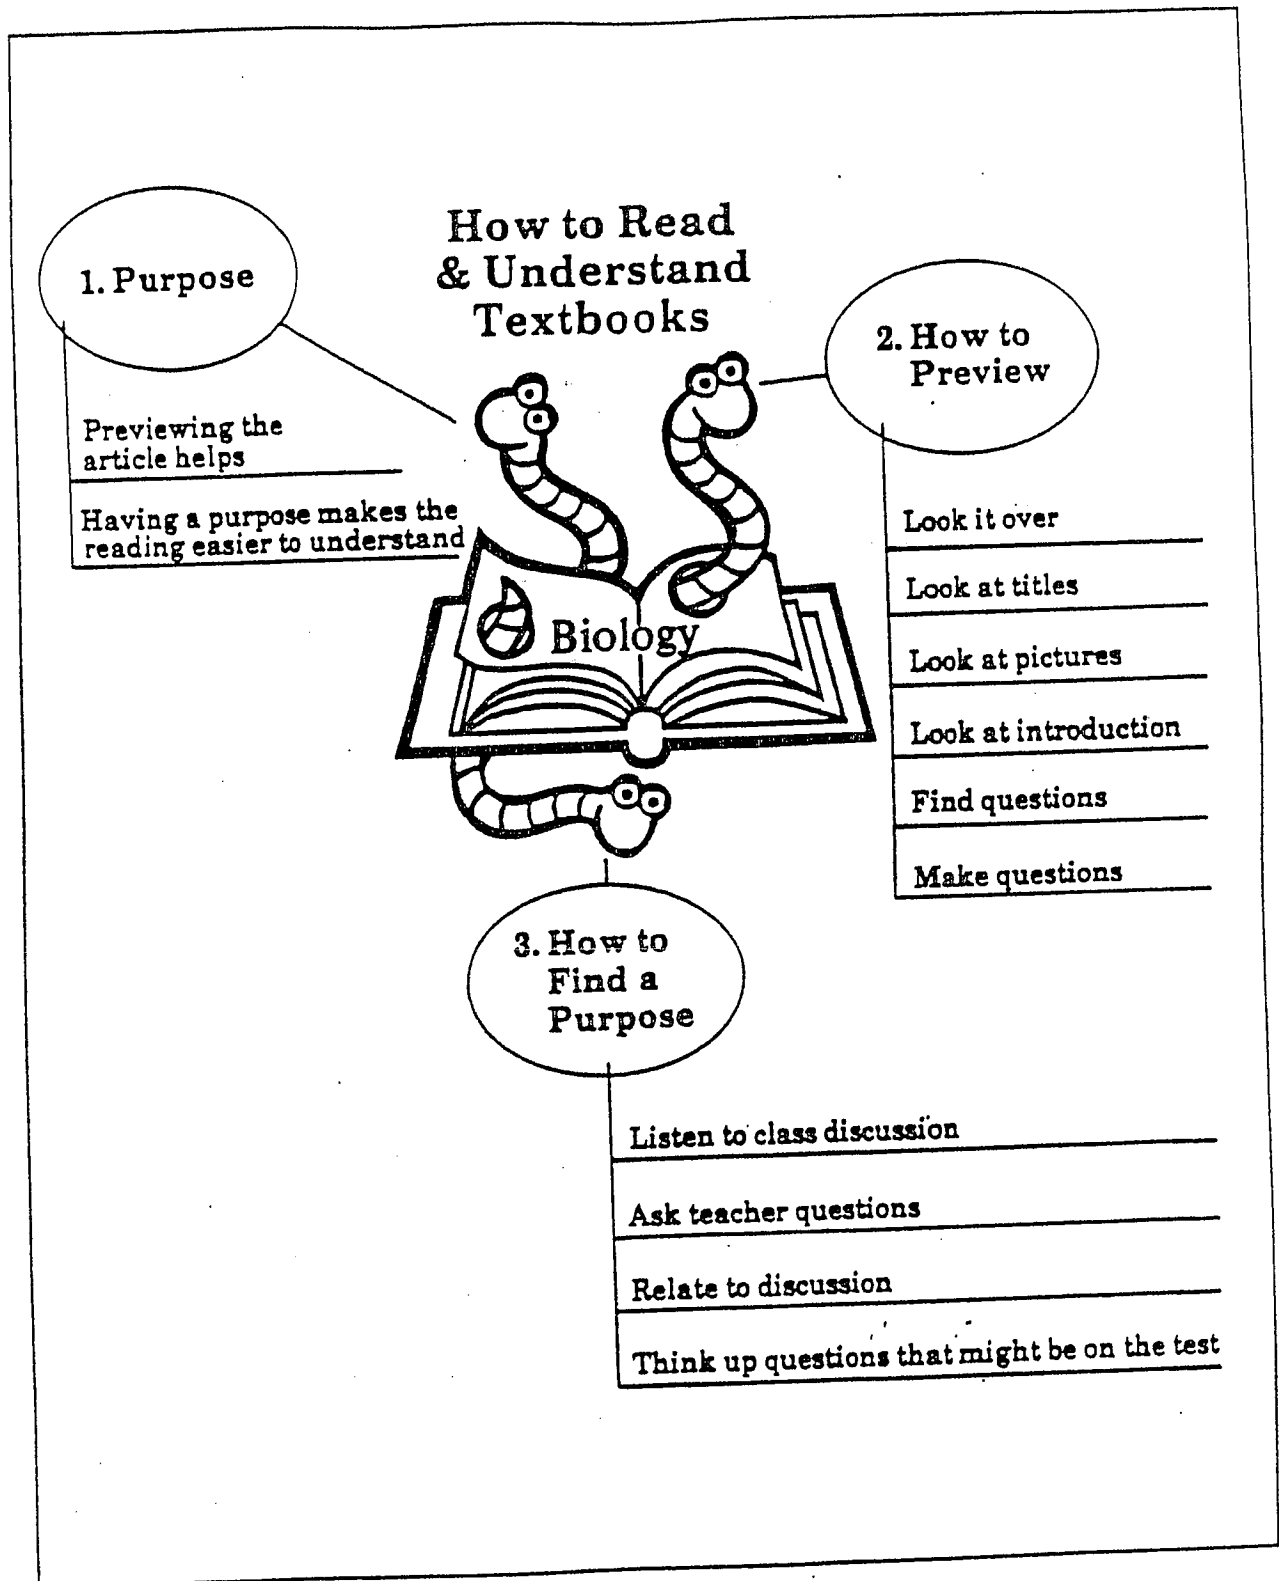 How to Read
& Understand
Textbooks
1. Purpose
Previewing the
article helps
Having a purpose makes the
reading easier to understand
2. How to
Preview
Look it over
Look at titles
Look at pictures
Look at introduction
Find questions
Make questions
Biology
3. How to
Find a
Purpose
Listen to class discussion
Ask teacher questions
Relate to discussion
Think up questions that might be on the test